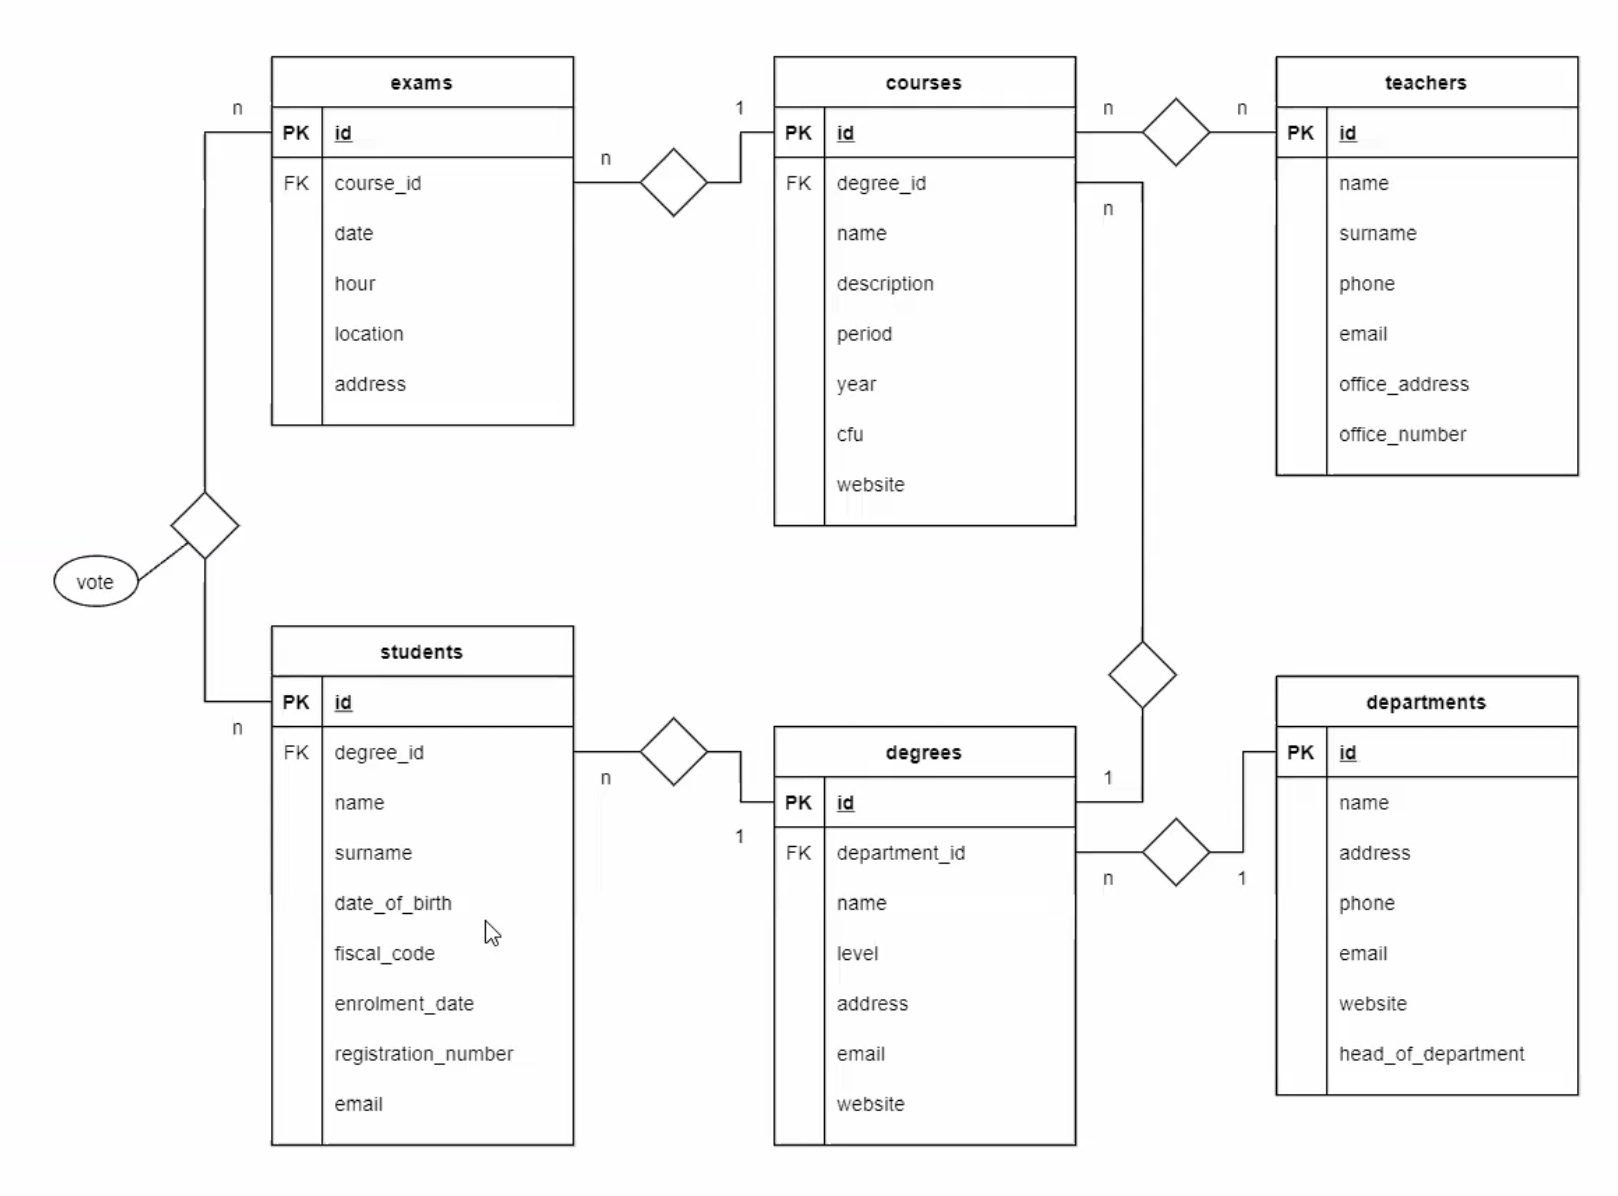 exams
n
PK id
FK course_id
n
date
hour
location
address
courses
1
PK id
n
FK degree_id
n
name
description
period
year
cfu
website
teachers
n
PK id
name
surname
phone
email
office_address
office_number
vote
students
PK id
n
FK degree_id
n
name
surname
date_of_birth
fiscal_code
enrolment_date
registration_number
email
degrees
1
PK id
1
FK department_id
n
name
level
address
email
website
departments
PK id
1
name
address
phone
email
website
head_of_department